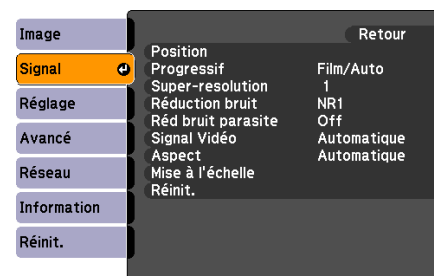 Image
Signal
Réglage
Avancé
Réseau
Information
Réinit.
Retour
Position
Progressif Film/Auto
Super-resolution 1
Réduction bruit NR1
Réd bruit parasite Off
Signal Vidéo Automatique
Aspect Automatique
Mise à l'échelle
Réinit.